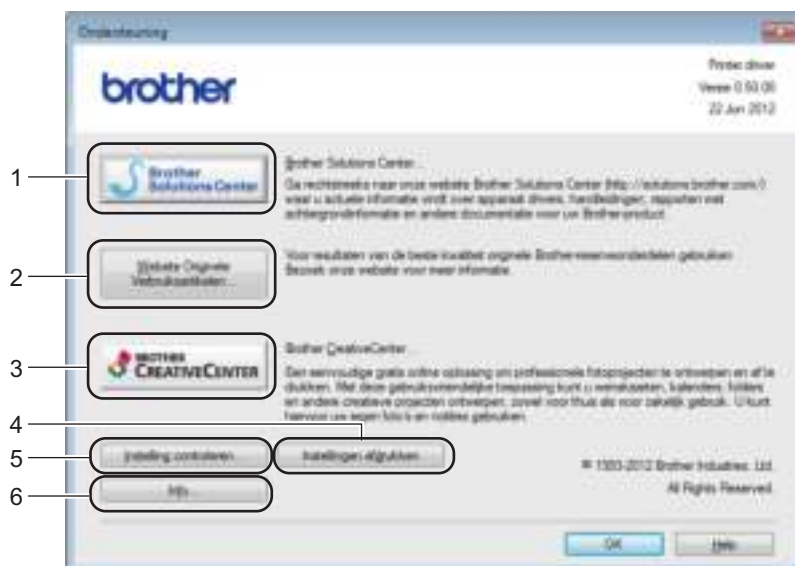 Ondersteuning
brother
Printer driver
Versie 0.50.00
22 Jun 2012
1
Brother
Solutions Center
Brother Solutions Center...
Ga rechtstreeks naar onze website Brother Solutions Center (http://solutions.brother.com/)
waar u actuele informatie vindt over apparaat drivers, handleidingen, rapporten met
achtergrondinformatie en andere documentatie voor uw Brother-product.
2
Website Originele
Verbruiksartikelen...
Voor resultaten van de beste kwaliteit originele Brother-reserveonderdelen gebruiken
Bezoek onze website voor meer informatie.
3
BROTHER
CREATIVECENTER
Brother CreativeCenter...
Een eenvoudige gratis online oplossing om professionele fotoprojecten te ontwerpen en af te
drukken. Met deze gebruiksvriendelijke toepassing kunt u wenskaarten, kalenders, folders
en andere creatieve projecten ontwerpen, zowel voor thuis als voor zakelijk gebruik. U kunt
hiervoor uw eigen foto's en notities gebruiken.
4
5
Instelling controleren...
Instellingen afdrukken
6
Info...
© 1993-2012 Brother Industries. Ltd.
All Rights Reserved.
OK
Help